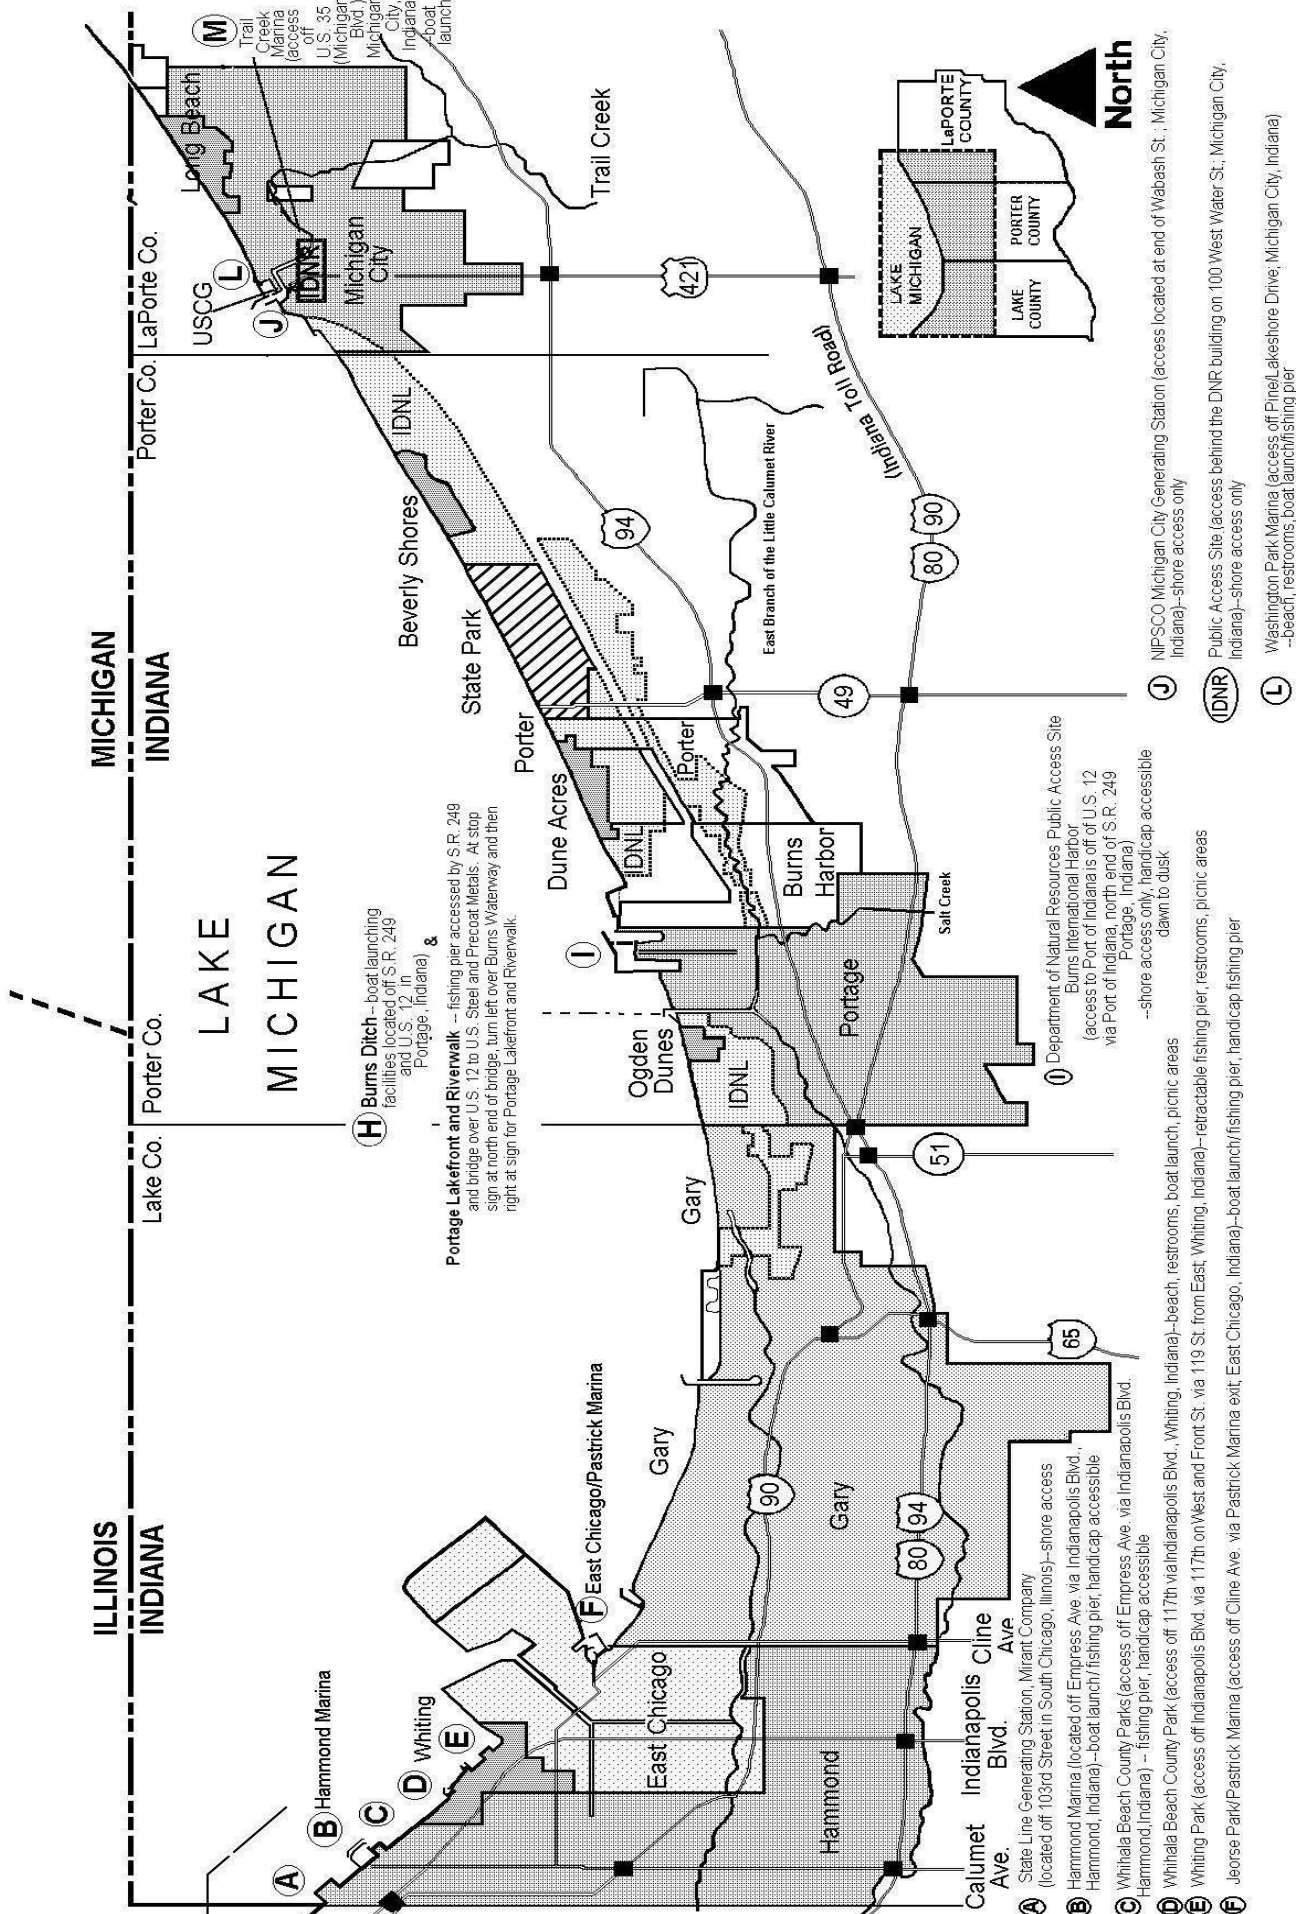 ILLINOIS
INDIANA
MICHIGAN
INDIANA
Lake Co.
Porter Co.
Porter Co.
LaPorte Co.
LAKE
MICHIGAN
A
B
Hammond Marina
C
D
Whiting
E
F
East Chicago/Pastrick Marina
Gary
Gary
Gary
East Chicago
Hammond
Calumet
Ave.
Indianapolis
Blvd.
Cline
Ave.
80
94
90
65
51
H
Burns Ditch -- boat launching
facilities located off S.R. 249
and U.S. 12 in
Portage, Indiana)
&
Portage Lakefront and Riverwalk -- fishing pier accessed by S.R. 249
and bridge over U.S. 12 to U.S. Steel and Precoat Metals. At stop
sign at north end of bridge, turn left over Burns Waterway and then
right at sign for Portage Lakefront and Riverwalk.
Ogden
Dunes
IDNL
Portage
I
Salt Creek
Burns
Harbor
Dune Acres
IDNL
Porter
Porter
State Park
Beverly Shores
IDNL
49
94
80
90
(Indiana Toll Road)
East Branch of the Little Calumet River
421
J
USCG
L
IDNR
Michigan
City
Long Beach
Trail Creek
M
Trail
Creek
Marina
(access
off
U.S. 35
(Michigan
Blvd.)
Michigan
City,
Indiana
--boat
launch
LAKE
MICHIGAN
LAKE
COUNTY
PORTER
COUNTY
LaPORTE
COUNTY
North
A State Line Generating Station, Mirant Company
(located off 103rd Street in South Chicago, Illinois)--shore access
B Hammond Marina (located off Empress Ave. via Indianapolis Blvd.,
Hammond, Indiana)--boat launch/fishing pier, handicap accessible
C Whihala Beach County Parks(access off Empress Ave. via Indianapolis Blvd.
Hammond,Indiana) -- fishing pier, handicap accessible
D Whihala Beach County Park (access off 117th viaIndianapolis Blvd., Whiting, Indiana)--beach, restrooms, boat launch, picnic areas
E Whiting Park (access off Indianapolis Blvd. via 117th on West and Front St. via 119 St. from East, Whiting, Indiana)--retractable fishing pier, restrooms, picnic areas
F Jeorse Park/Pastrick Marina (access off Cline Ave. via Pastrick Marina exit, East Chicago, Indiana)--boat launch/fishing pier, handicap fishing pier
I Department of Natural Resources Public Access Site
Burns International Harbor
(access to Port of Indiana is off of U.S. 12
via Port of Indiana, north end of S.R. 249
Portage, Indiana)
--shore access only, handicap accessible
dawn to dusk
J NIPSCO Michigan City Generating Station (access located at end of Wabash St.; Michigan City,
Indiana)--shore access only
IDNR Public Access Site,(access behind the DNR building on 100 West Water St.; Michigan City,
Indiana)--shore access only
L Washington Park Marina (access off Pine/Lakeshore Drive; Michigan City, Indiana)
--beach, restrooms,boat launch/fishing pier